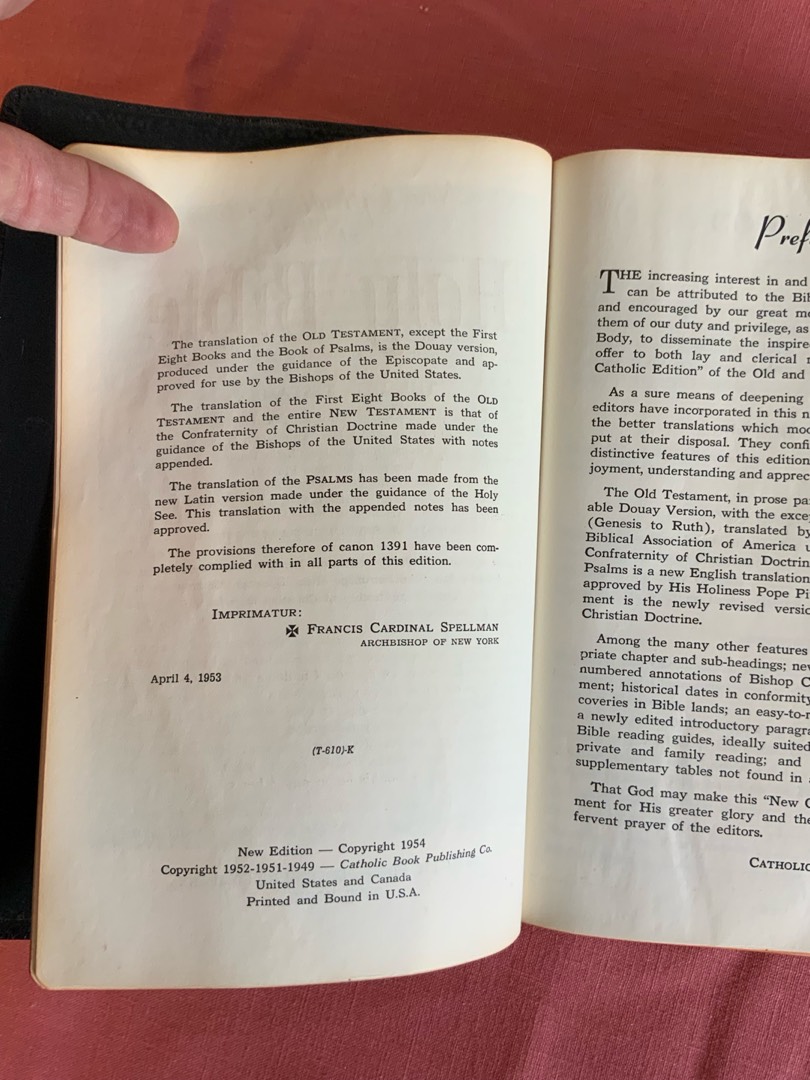 The translation of the OLD TESTAMENT, except the First
Eight Books and the Book of Psalms, is the Douay version,
produced under the guidance of the Episcopate and ap-
proved for use by the Bishops of the United States.
The translation of the First Eight Books of the OLD
TESTAMENT and the entire NEW TESTAMENT is that of
the Confraternity of Christian Doctrine made under the
guidance of the Bishops of the United States with notes
appended.
The translation of the PSALMS has been made from the
new Latin version made under the guidance of the Holy
See. This translation with the appended notes has been
approved.
The provisions therefore of canon 1391 have been com-
pletely complied with in all parts of this edition.
IMPRIMATUR:
✠ FRANCIS CARDINAL SPELLMAN
ARCHBISHOP OF NEW YORK
April 4, 1953
(T-610)-K
New Edition — Copyright 1954
Copyright 1952-1951-1949 — Catholic Book Publishing Co.
United States and Canada
Printed and Bound in U.S.A.
Pref
THE increasing interest in and
can be attributed to the Bib
and encouraged by our great m
them of our duty and privilege, as
Body, to disseminate the inspire
offer to both lay and clerical
Catholic Edition” of the Old and
As a sure means of deepening
editors have incorporated in this n
the better translations which mod
put at their disposal. They confi
distinctive features of this edition
joyment, understanding and apprec
The Old Testament, in prose pa
able Douay Version, with the exce
(Genesis to Ruth), translated by
Biblical Association of America u
Confraternity of Christian Doctrin
Psalms is a new English translation
approved by His Holiness Pope Pi
ment is the newly revised versio
Christian Doctrine.
Among the many other features
priate chapter and sub-headings; new
numbered annotations of Bishop C
ment; historical dates in conformity
coveries in Bible lands; an easy-to-r
a newly edited introductory paragra
Bible reading guides, ideally suited
private and family reading; and
supplementary tables not found in
That God may make this “New C
ment for His greater glory and the
fervent prayer of the editors.
CATHOLIC